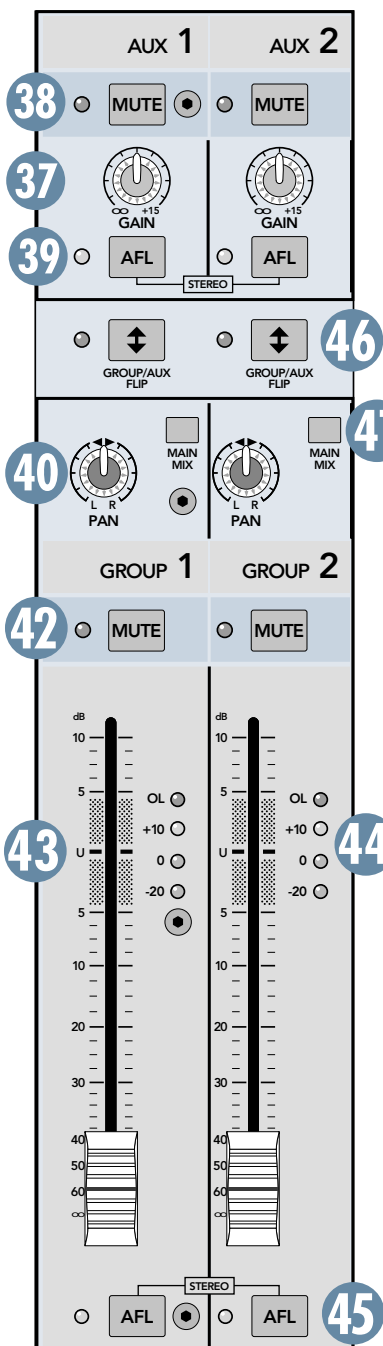 AUX 1 AUX 2
38 MUTE MUTE
37
∞ +15 ∞ +15
GAIN GAIN
39 AFL AFL
STEREO
46
GROUP/AUX FLIP GROUP/AUX FLIP
40 MAIN MIX MAIN MIX
L R L R
PAN PAN
GROUP 1 GROUP 2
42 MUTE MUTE
dB dB
10 10
5 5
OL OL
+10 +10
43 U U 44
0 0
-20 -20
5 5
10 10
20 20
30 30
40 40
50 50
60 60
∞ ∞
STEREO
AFL AFL 45